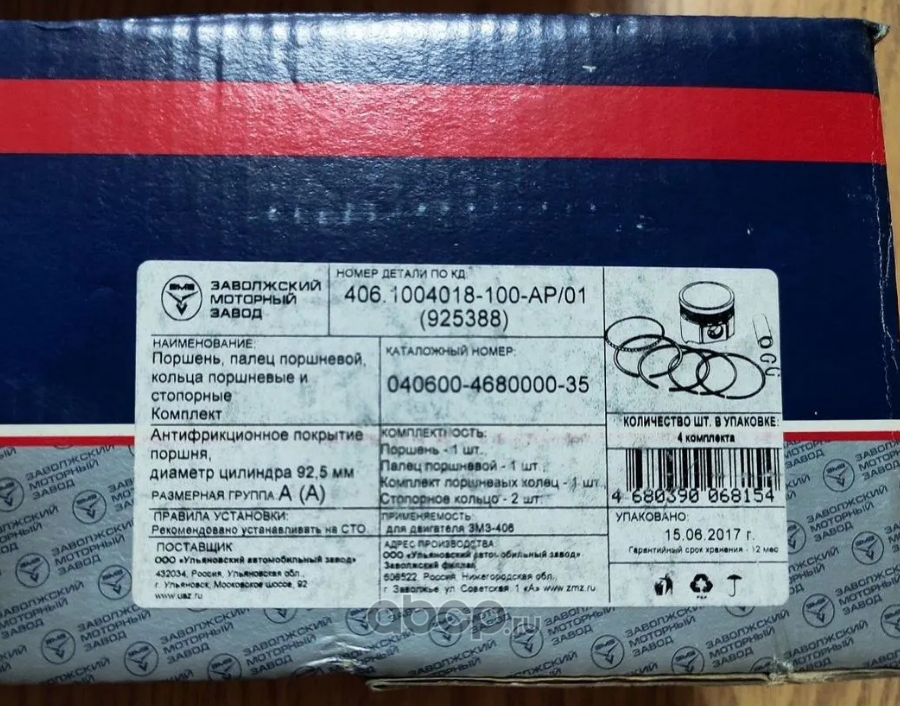 ЗАВОЛЖСКИЙ
МОТОРНЫЙ
ЗАВОД
НОМЕР ДЕТАЛИ ПО КД
406.1004018-100-АР/01
(925388)
НАИМЕНОВАНИЕ:
Поршень, палец поршневой,
кольца поршневые и
стопорные
Комплект
КАТАЛОЖНЫЙ НОМЕР:
040600-4680000-35
КОЛИЧЕСТВО ШТ. В УПАКОВКЕ
4 комплекта
Антифрикционное покрытие
поршня,
диаметр цилиндра 92,5 мм
РАЗМЕРНАЯ ГРУППА А (А)
КОМПЛЕКТНОСТЬ:
Поршень - 1 шт.
Палец поршневой - 1 шт.
Комплект поршневых колец - 1 шт.
Стопорное кольцо - 2 шт.
4 680390 068154
ПРАВИЛА УСТАНОВКИ:
Рекомендовано устанавливать на СТО.
ПРИМЕНЯЕМОСТЬ:
для двигателя ЗМЗ-406
УПАКОВАНО:
15.06.2017 г.
Гарантийный срок хранения - 12 мес
ПОСТАВЩИК
ООО «Ульяновский автомобильный завод»
432034, Россия, Ульяновская обл.,
г. Ульяновск, Московское шоссе, 92
www.uaz.ru
АДРЕС ПРОИЗВОДСТВА:
ООО «Ульяновский автомобильный завод»
Заволжский филиал
606522, Россия, Нижегородская обл.,
г. Заволжье ул. Советская 1 «А» www.zmz.ru
abcp.ru
ЗАВОЛЖСКИЙ
МОТОРНЫЙ
ЗАВОД